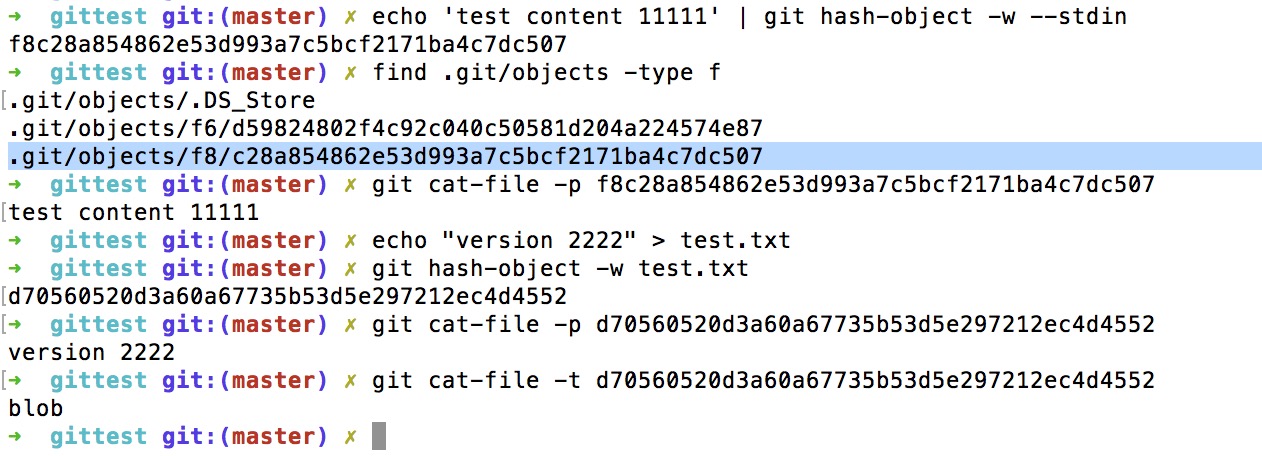 ➜ gittest git:(master) ✗ echo 'test content 11111' | git hash-object -w --stdin
f8c28a854862e53d993a7c5bcf2171ba4c7dc507
➜ gittest git:(master) ✗ find .git/objects -type f
.git/objects/.DS_Store
.git/objects/f6/d59824802f4c92c040c50581d204a224574e87
.git/objects/f8/c28a854862e53d993a7c5bcf2171ba4c7dc507
➜ gittest git:(master) ✗ git cat-file -p f8c28a854862e53d993a7c5bcf2171ba4c7dc507
test content 11111
➜ gittest git:(master) ✗ echo "version 2222" > test.txt
➜ gittest git:(master) ✗ git hash-object -w test.txt
d70560520d3a60a67735b53d5e297212ec4d4552
➜ gittest git:(master) ✗ git cat-file -p d70560520d3a60a67735b53d5e297212ec4d4552
version 2222
➜ gittest git:(master) ✗ git cat-file -t d70560520d3a60a67735b53d5e297212ec4d4552
blob
➜ gittest git:(master) ✗